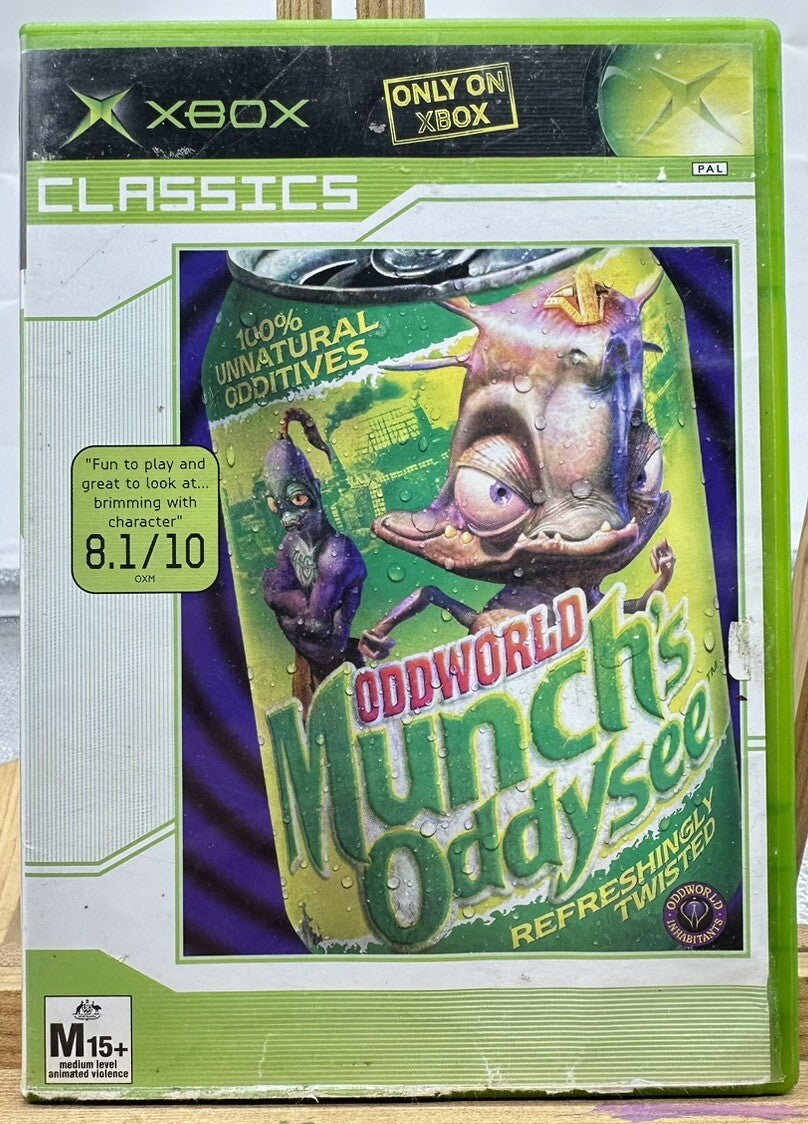 XBOX
ONLY ON
XBOX
PAL
CLASSICS
100%
UNNATURAL
ODDITIVES
"Fun to play and
great to look at...
brimming with
character"
8.1/10
OXM
ODDWORLD
Munch's
Oddysee™
REFRESHINGLY
TWISTED
ODDWORLD
INHABITANTS
M15+
medium level
animated violence